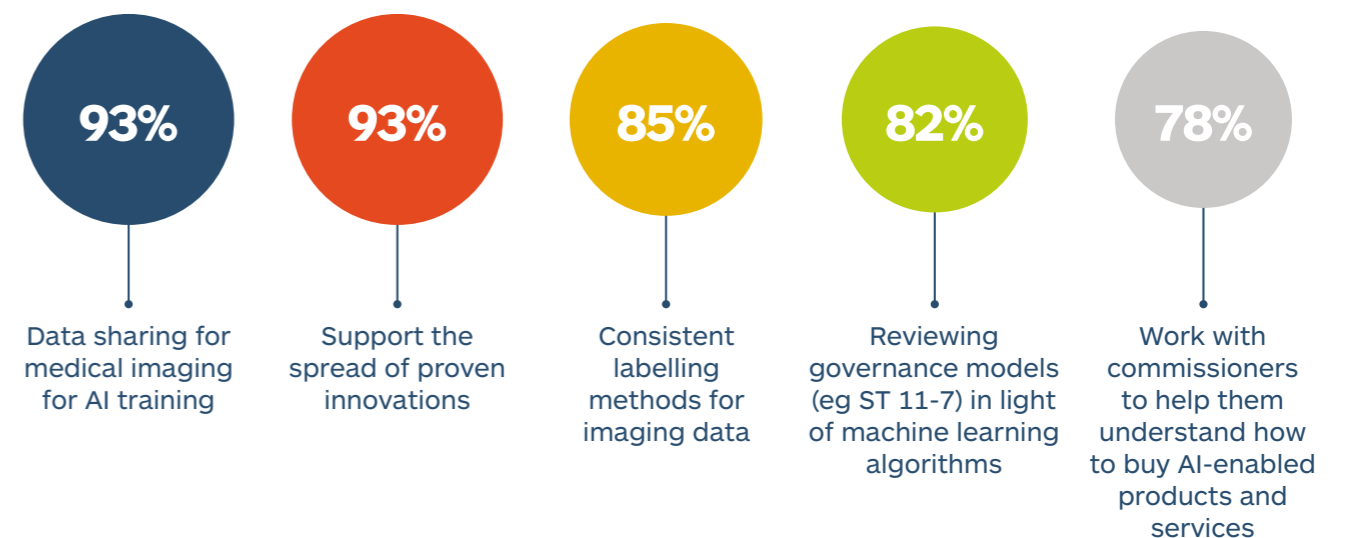 93%
Data sharing for
medical imaging
for AI training
93%
Support the
spread of proven
innovations
85%
Consistent
labelling
methods for
imaging data
82%
Reviewing
governance models
(eg ST 11-7) in light
of machine learning
algorithms
78%
Work with
commissioners
to help them
understand how
to buy AI-enabled
products and
services